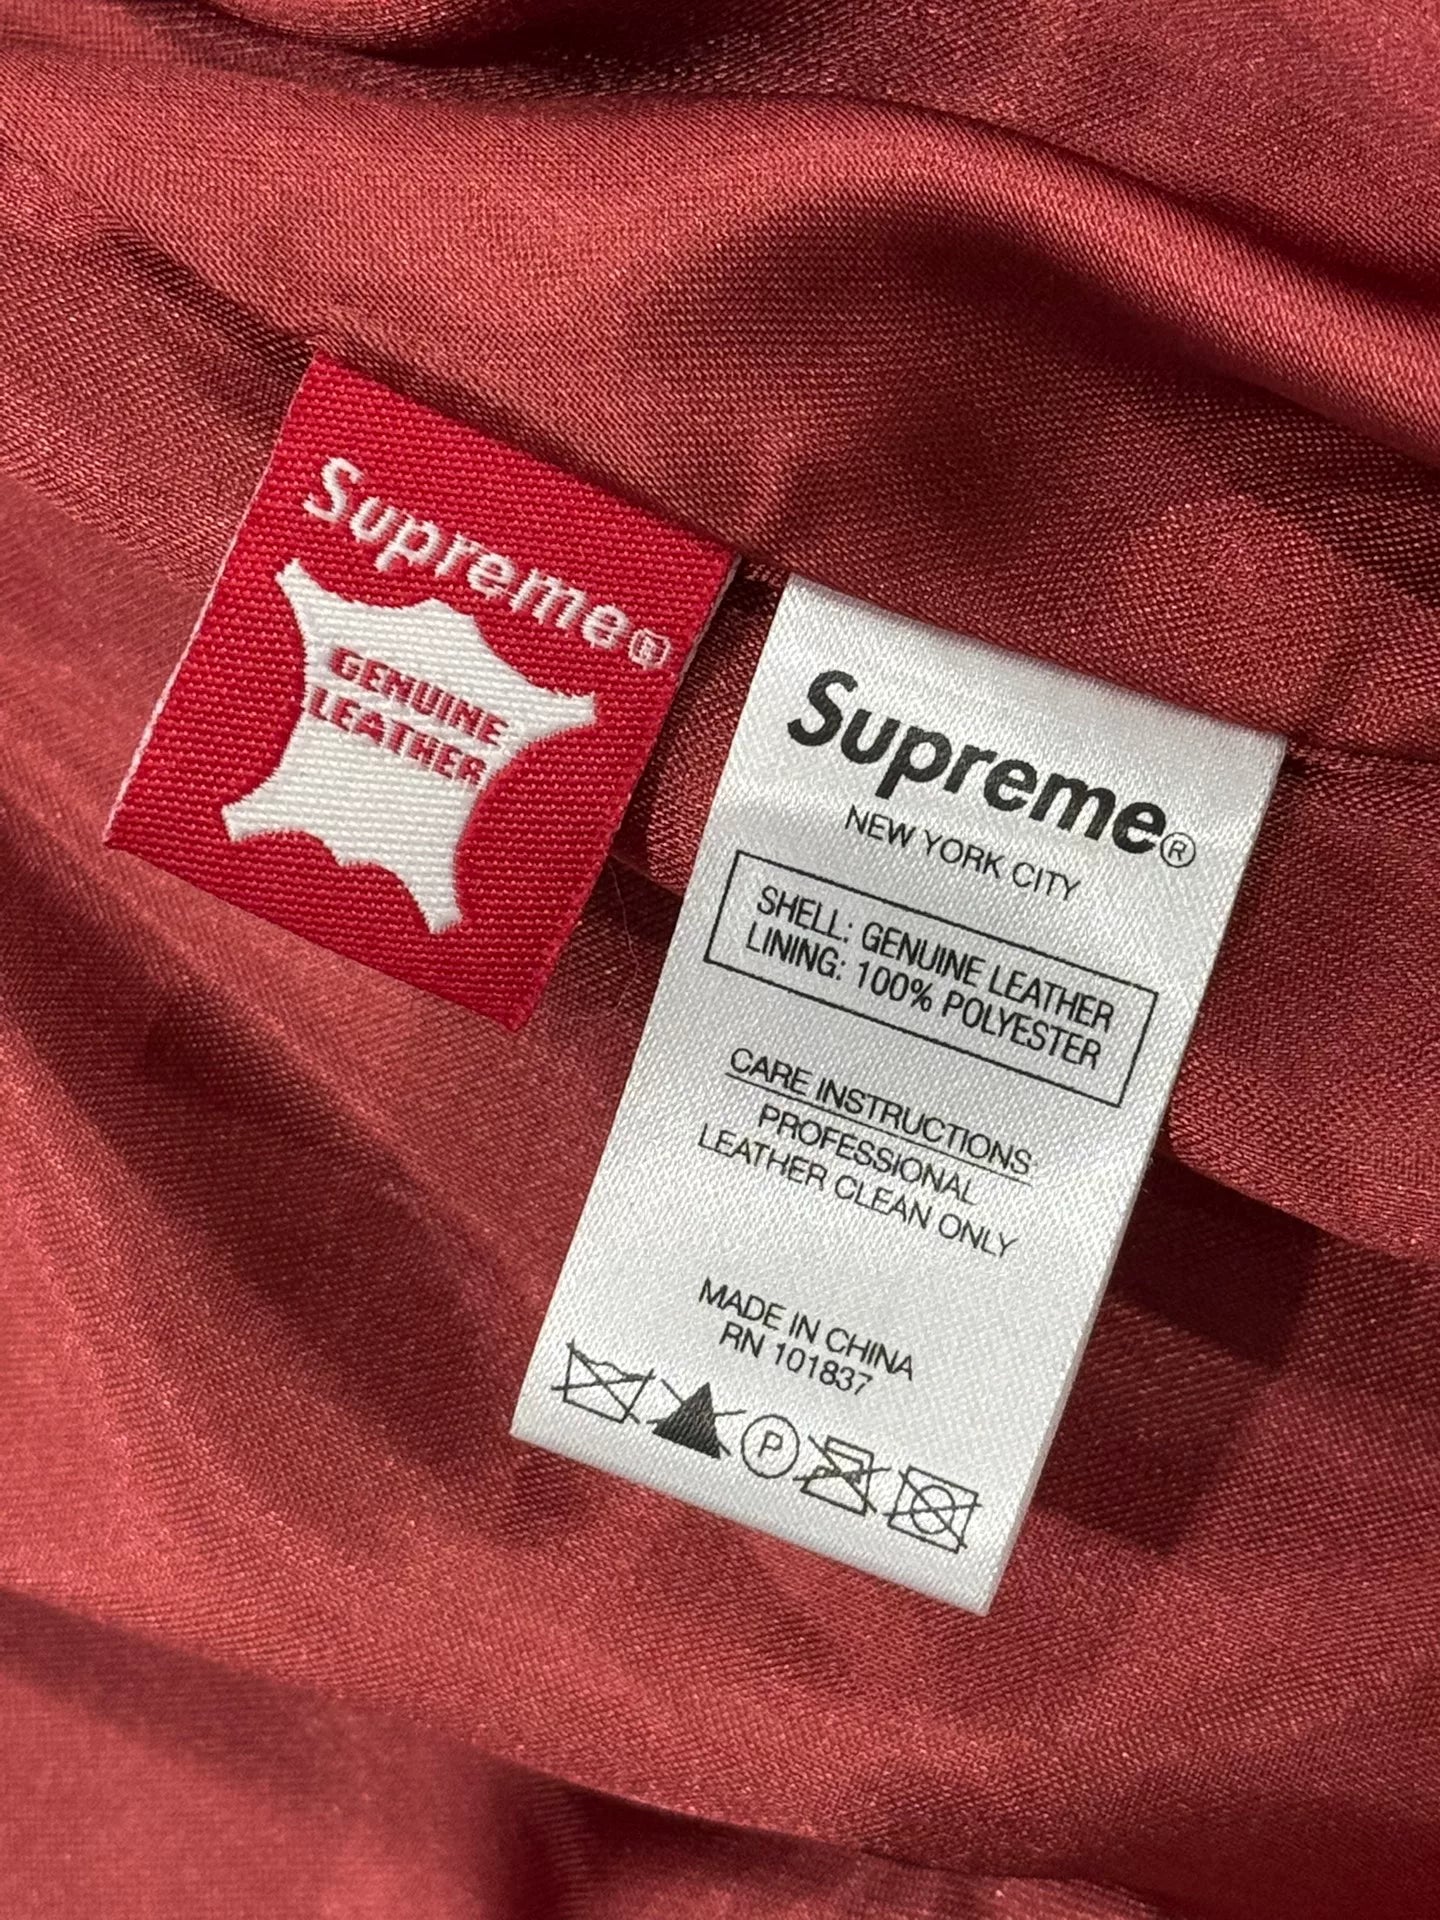 Supreme®
GENUINE
LEATHER
Supreme®
NEW YORK CITY
SHELL: GENUINE LEATHER
LINING: 100% POLYESTER
CARE INSTRUCTIONS:
PROFESSIONAL
LEATHER CLEAN ONLY
MADE IN CHINA
RN 101837
P